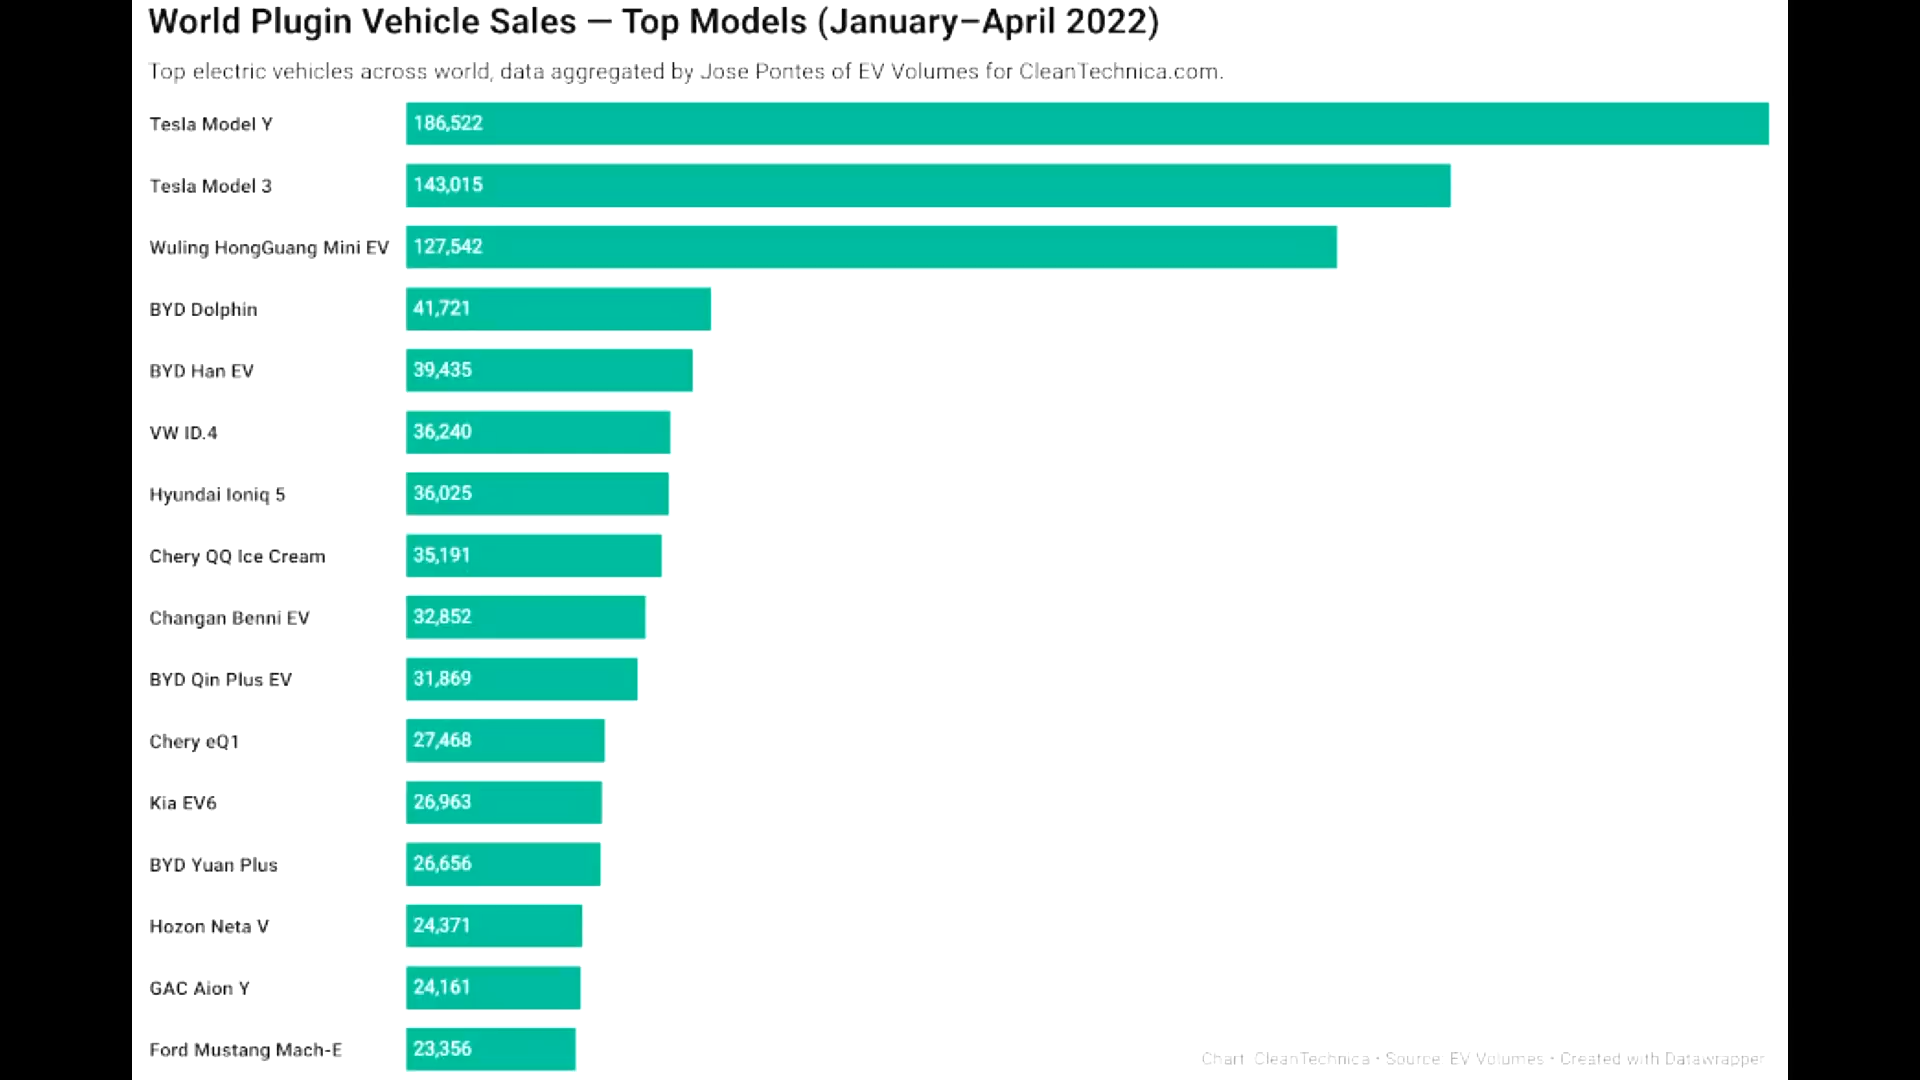 World Plugin Vehicle Sales — Top Models (January–April 2022)
Top electric vehicles across world, data aggregated by Jose Pontes of EV Volumes for CleanTechnica.com.
Tesla Model Y 186,522
Tesla Model 3 143,015
Wuling HongGuang Mini EV 127,542
BYD Dolphin 41,721
BYD Han EV 39,435
VW ID.4 36,240
Hyundai Ioniq 5 36,025
Chery QQ Ice Cream 35,191
Changan Benni EV 32,852
BYD Qin Plus EV 31,869
Chery eQ1 27,468
Kia EV6 26,963
BYD Yuan Plus 26,656
Hozon Neta V 24,371
GAC Aion Y 24,161
Ford Mustang Mach-E 23,356
Chart: CleanTechnica • Source: EV Volumes • Created with Datawrapper